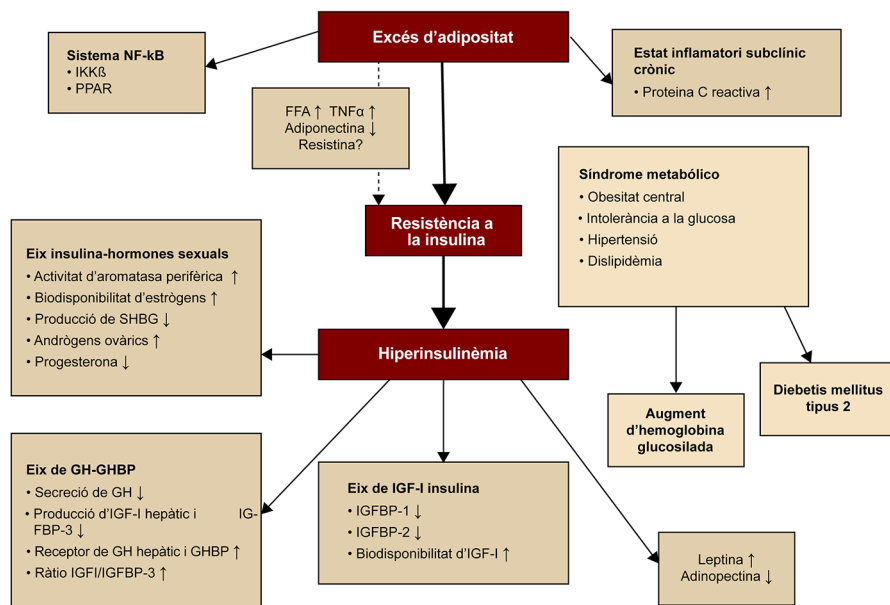 Excés d'adipositat
Sistema NF-kB
• IKKß
• PPAR
Estat inflamatori subclínic
crònic
• Proteina C reactiva ↑
FFA ↑ TNFα ↑
Adiponectina ↓
Resistina?
Síndrome metabólico
• Obesitat central
• Intolerància a la glucosa
• Hipertensió
• Dislipidèmia
Resistència a
la insulina
Eix insulina-hormones sexuals
• Activitat d'aromatasa perifèrica ↑
• Biodisponibilitat d'estrògens ↑
• Producció de SHBG ↓
• Andrògens ovàrics ↑
• Progesterona ↓
Hiperinsulinèmia
Diebetis mellitus
tipus 2
Augment
d'hemoglobina
glucosilada
Eix de GH-GHBP
• Secreció de GH ↓
• Producció d'IGF-I hepàtic i IG-
FBP-3 ↓
• Receptor de GH hepàtic i GHBP ↑
• Ràtio IGFI/IGFBP-3 ↑
Eix de IGF-I insulina
• IGFBP-1 ↓
• IGFBP-2 ↓
• Biodisponibilitat d'IGF-I ↑
Leptina ↑
Adinopectina ↓